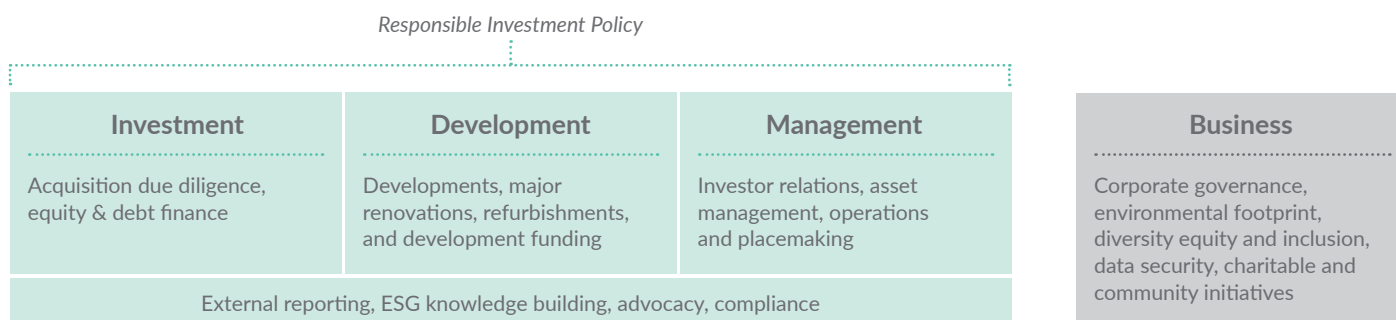 Responsible Investment Policy
Investment
Acquisition due diligence,
equity & debt finance
Development
Developments, major
renovations, refurbishments,
and development funding
Management
Investor relations, asset
management, operations
and placemaking
External reporting, ESG knowledge building, advocacy, compliance
Business
Corporate governance,
environmental footprint,
diversity equity and inclusion,
data security, charitable and
community initiatives